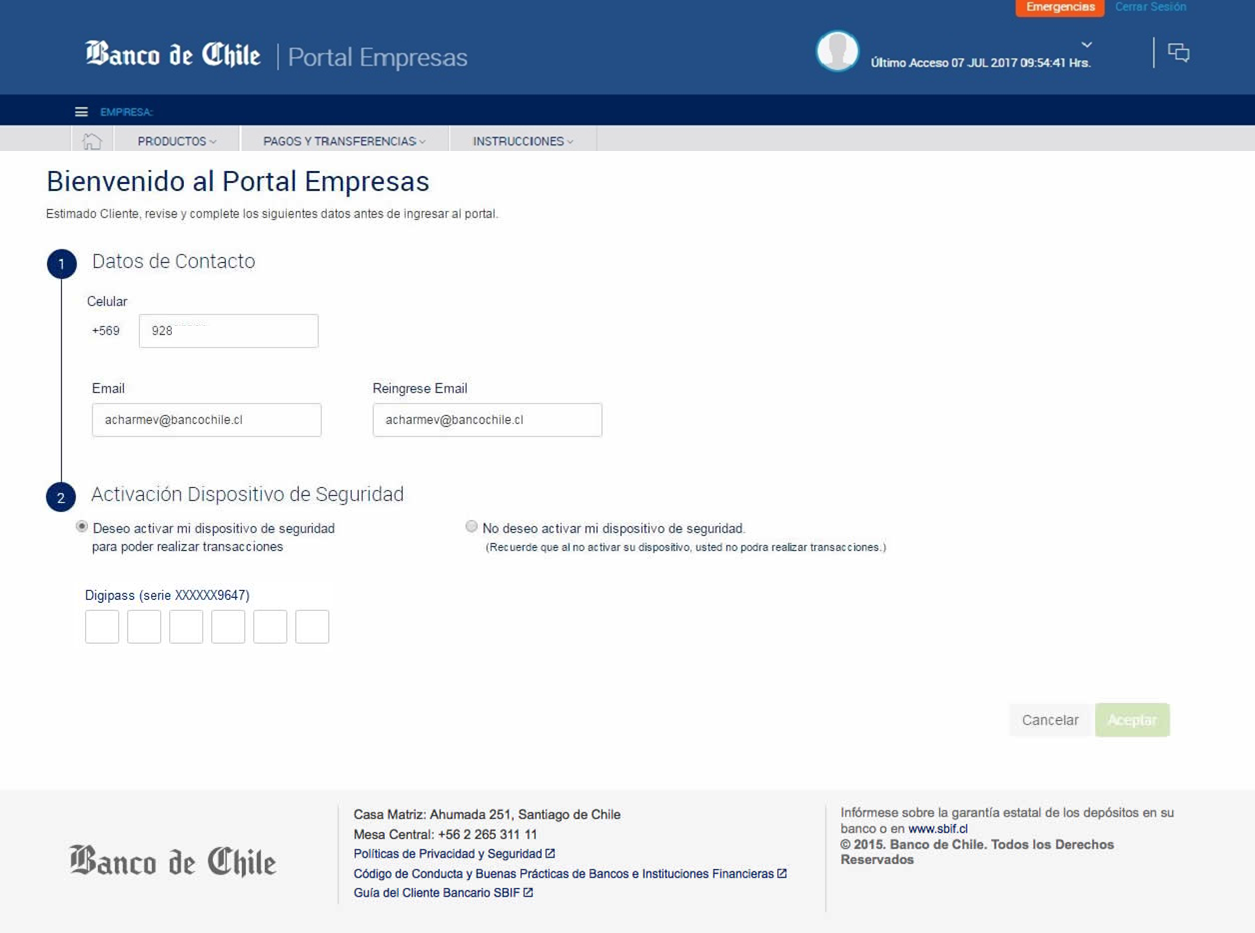 Emergencias Cerrar Sesión
Banco de Chile | Portal Empresas
Último Acceso 07 JUL 2017 09:54:41 Hrs.
EMPRESA:
PRODUCTOS PAGOS Y TRANSFERENCIAS INSTRUCCIONES
Bienvenido al Portal Empresas
Estimado Cliente, revise y complete los siguientes datos antes de ingresar al portal.
1 Datos de Contacto
Celular
+569 928
Email Reingrese Email
acharmev@bancochile.cl acharmev@bancochile.cl
2 Activación Dispositivo de Seguridad
Deseo activar mi dispositivo de seguridad No deseo activar mi dispositivo de seguridad.
para poder realizar transacciones (Recuerde que al no activar su dispositivo, usted no podra realizar transacciones.)
Digipass (serie XXXXXX9647)
Cancelar Aceptar
Banco de Chile
Casa Matriz: Ahumada 251, Santiago de Chile
Mesa Central: +56 2 265 311 11
Políticas de Privacidad y Seguridad
Código de Conducta y Buenas Prácticas de Bancos e Instituciones Financieras
Guía del Cliente Bancario SBIF
Infórmese sobre la garantía estatal de los depósitos en su
banco o en www.sbif.cl
© 2015. Banco de Chile. Todos los Derechos
Reservados